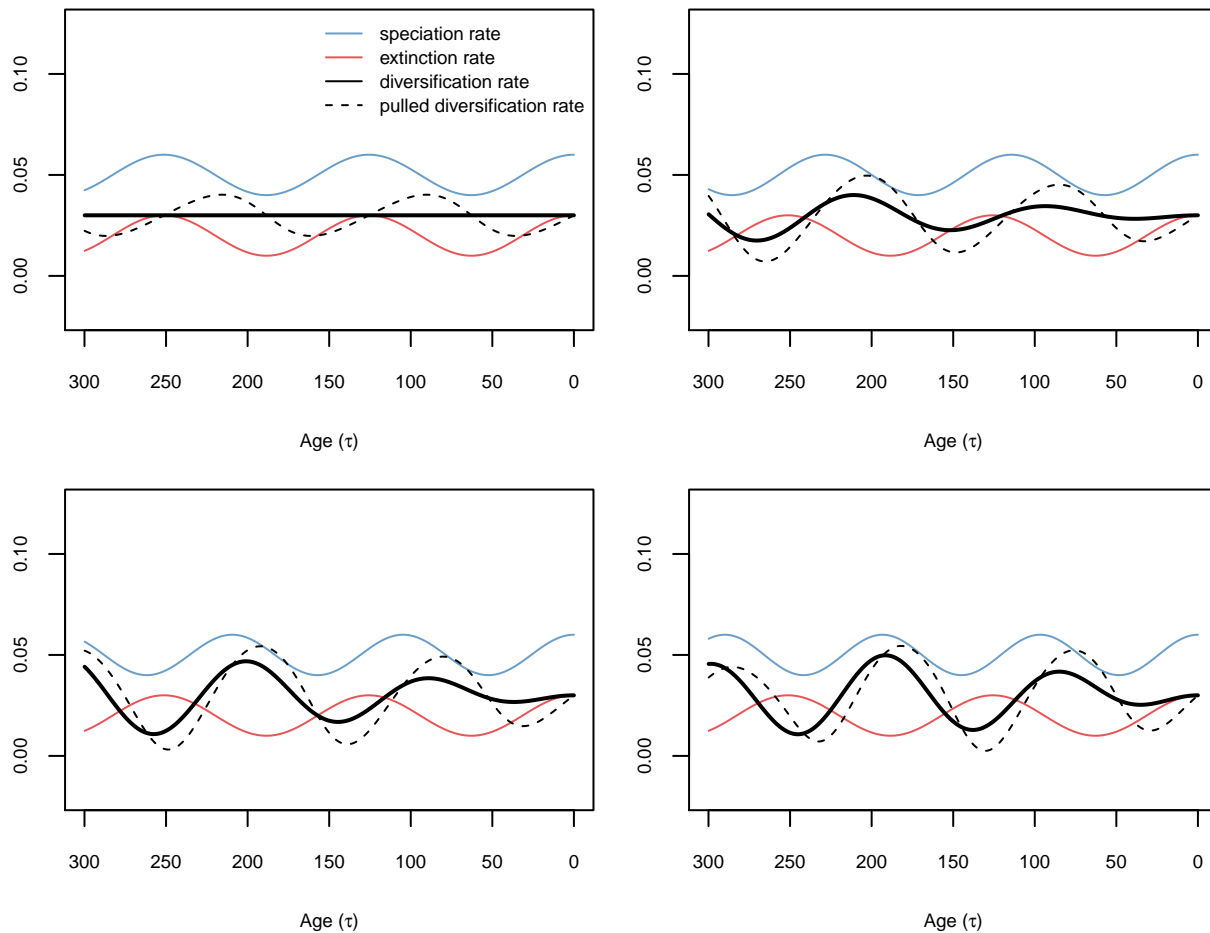 0.10
0.05
0.00
speciation rate
extinction rate
diversification rate
pulled diversification rate
300 250 200 150 100 50 0
Age (τ)
0.10
0.05
0.00
300 250 200 150 100 50 0
Age (τ)
0.10
0.05
0.00
300 250 200 150 100 50 0
Age (τ)
0.10
0.05
0.00
300 250 200 150 100 50 0
Age (τ)